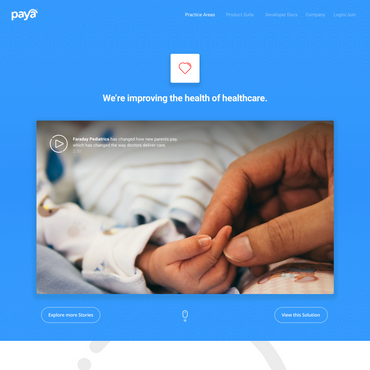 paya
Practice Areas
Product Suite
Developer Docs
Company
Login/Join
We're improving the health of healthcare.
Faraday Pediatrics has changed how new parents pay,
which has changed the way doctors deliver care.
Explore more Stories
View this Solution